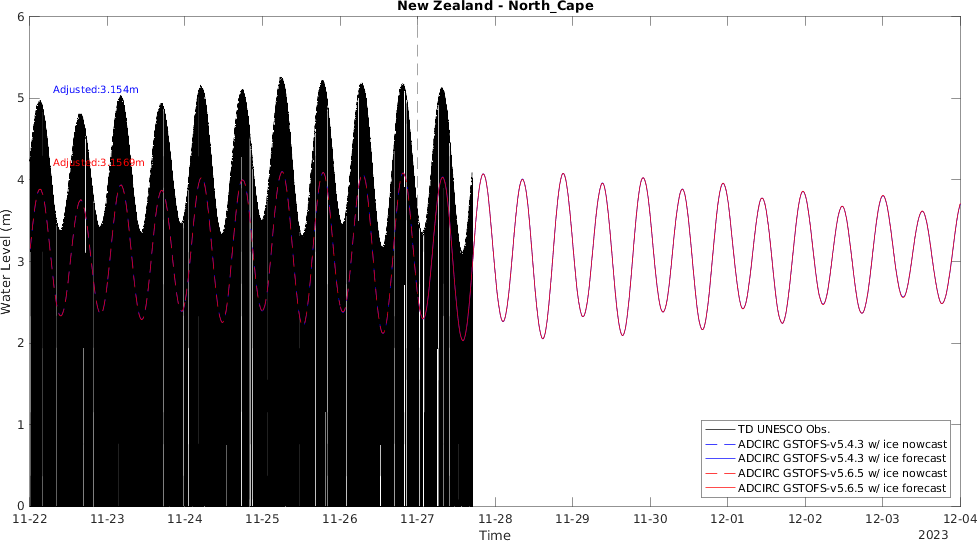 New Zealand - North_Cape
6
5
4
3
2
1
0
Water Level (m)
Adjusted:3.154m
Adjusted:3.1569m
TD UNESCO Obs.
ADCIRC GSTOFS-v5.4.3 w/ ice nowcast
ADCIRC GSTOFS-v5.4.3 w/ ice forecast
ADCIRC GSTOFS-v5.6.5 w/ ice nowcast
ADCIRC GSTOFS-v5.6.5 w/ ice forecast
11-22 11-23 11-24 11-25 11-26 11-27 11-28 11-29 11-30 12-01 12-02 12-03 12-04
Time
2023